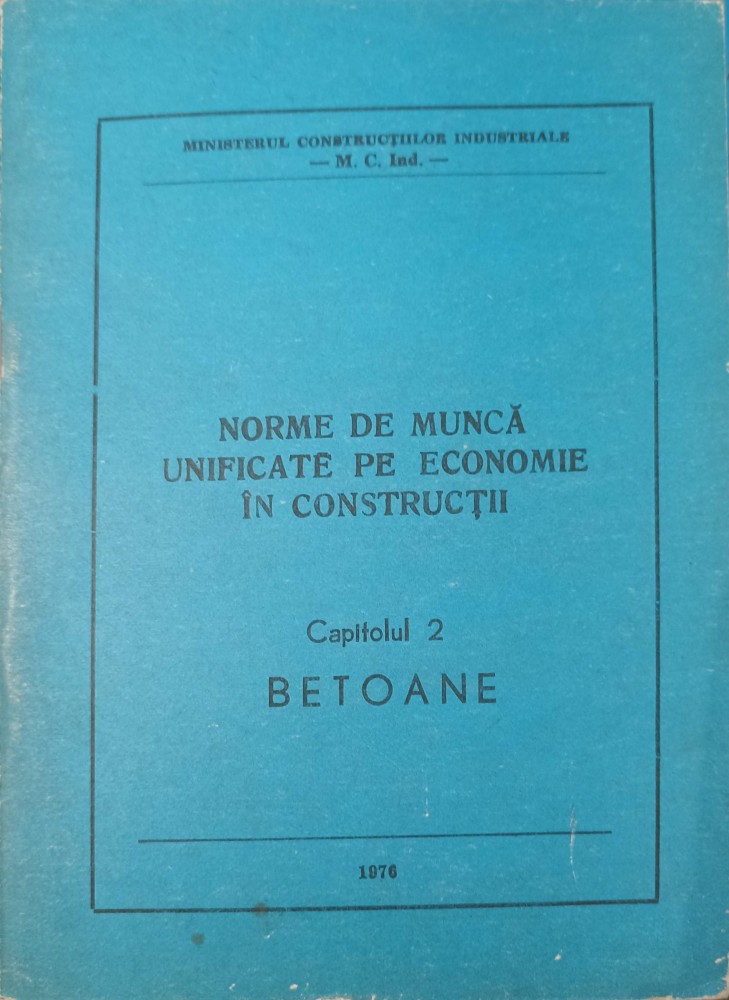 MINISTERUL CONSTRUCȚIILOR INDUSTRIALE
— M. C. Ind. —
NORME DE MUNCĂ
UNIFICATE PE ECONOMIE
ÎN CONSTRUCȚII
Capitolul 2
BETOANE
1976